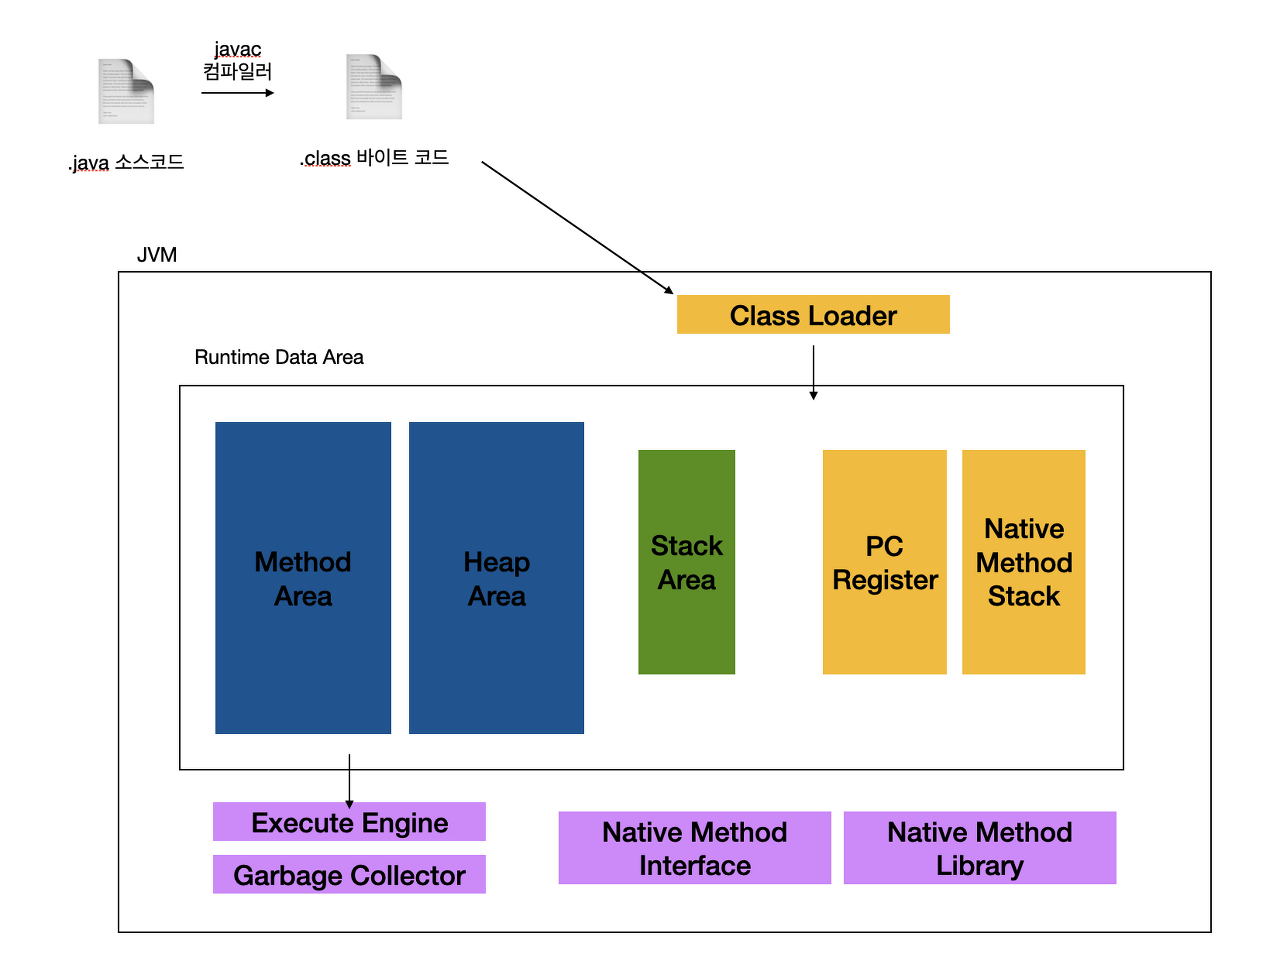 javac
컴파일러
.java 소스코드
.class 바이트 코드
JVM
Class Loader
Runtime Data Area
Method
Area
Heap
Area
Stack
Area
PC
Register
Native
Method
Stack
Execute Engine
Garbage Collector
Native Method
Interface
Native Method
Library